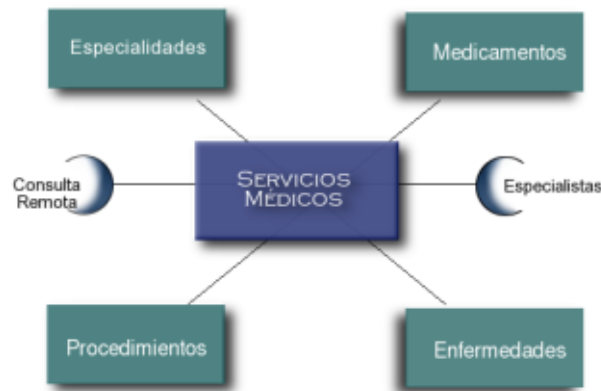 Especialidades
Medicamentos
Consulta
Remota
SERVICIOS
MÉDICOS
Especialistas
Procedimientos
Enfermedades